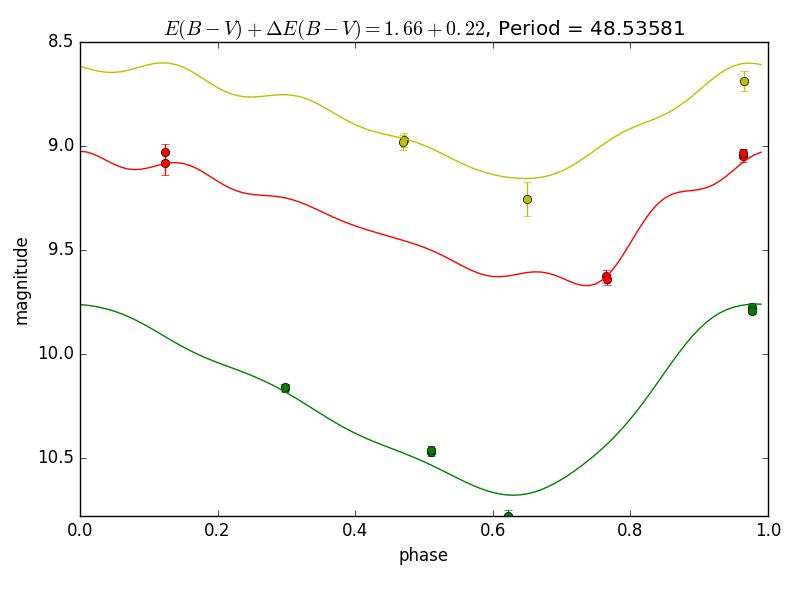 E(B − V) + ΔE(B − V) = 1.66 + 0.22, Period = 48.53581
8.5
9.0
9.5
10.0
10.5
magnitude
0.0 0.2 0.4 0.6 0.8 1.0
phase